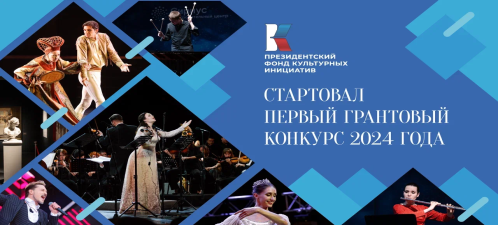 ПРЕЗИДЕНТСКИЙ
ФОНД КУЛЬТУРНЫХ
ИНИЦИАТИВ
СТАРТОВАЛ
ПЕРВЫЙ ГРАНТОВЫЙ
КОНКУРС 2024 ГОДА